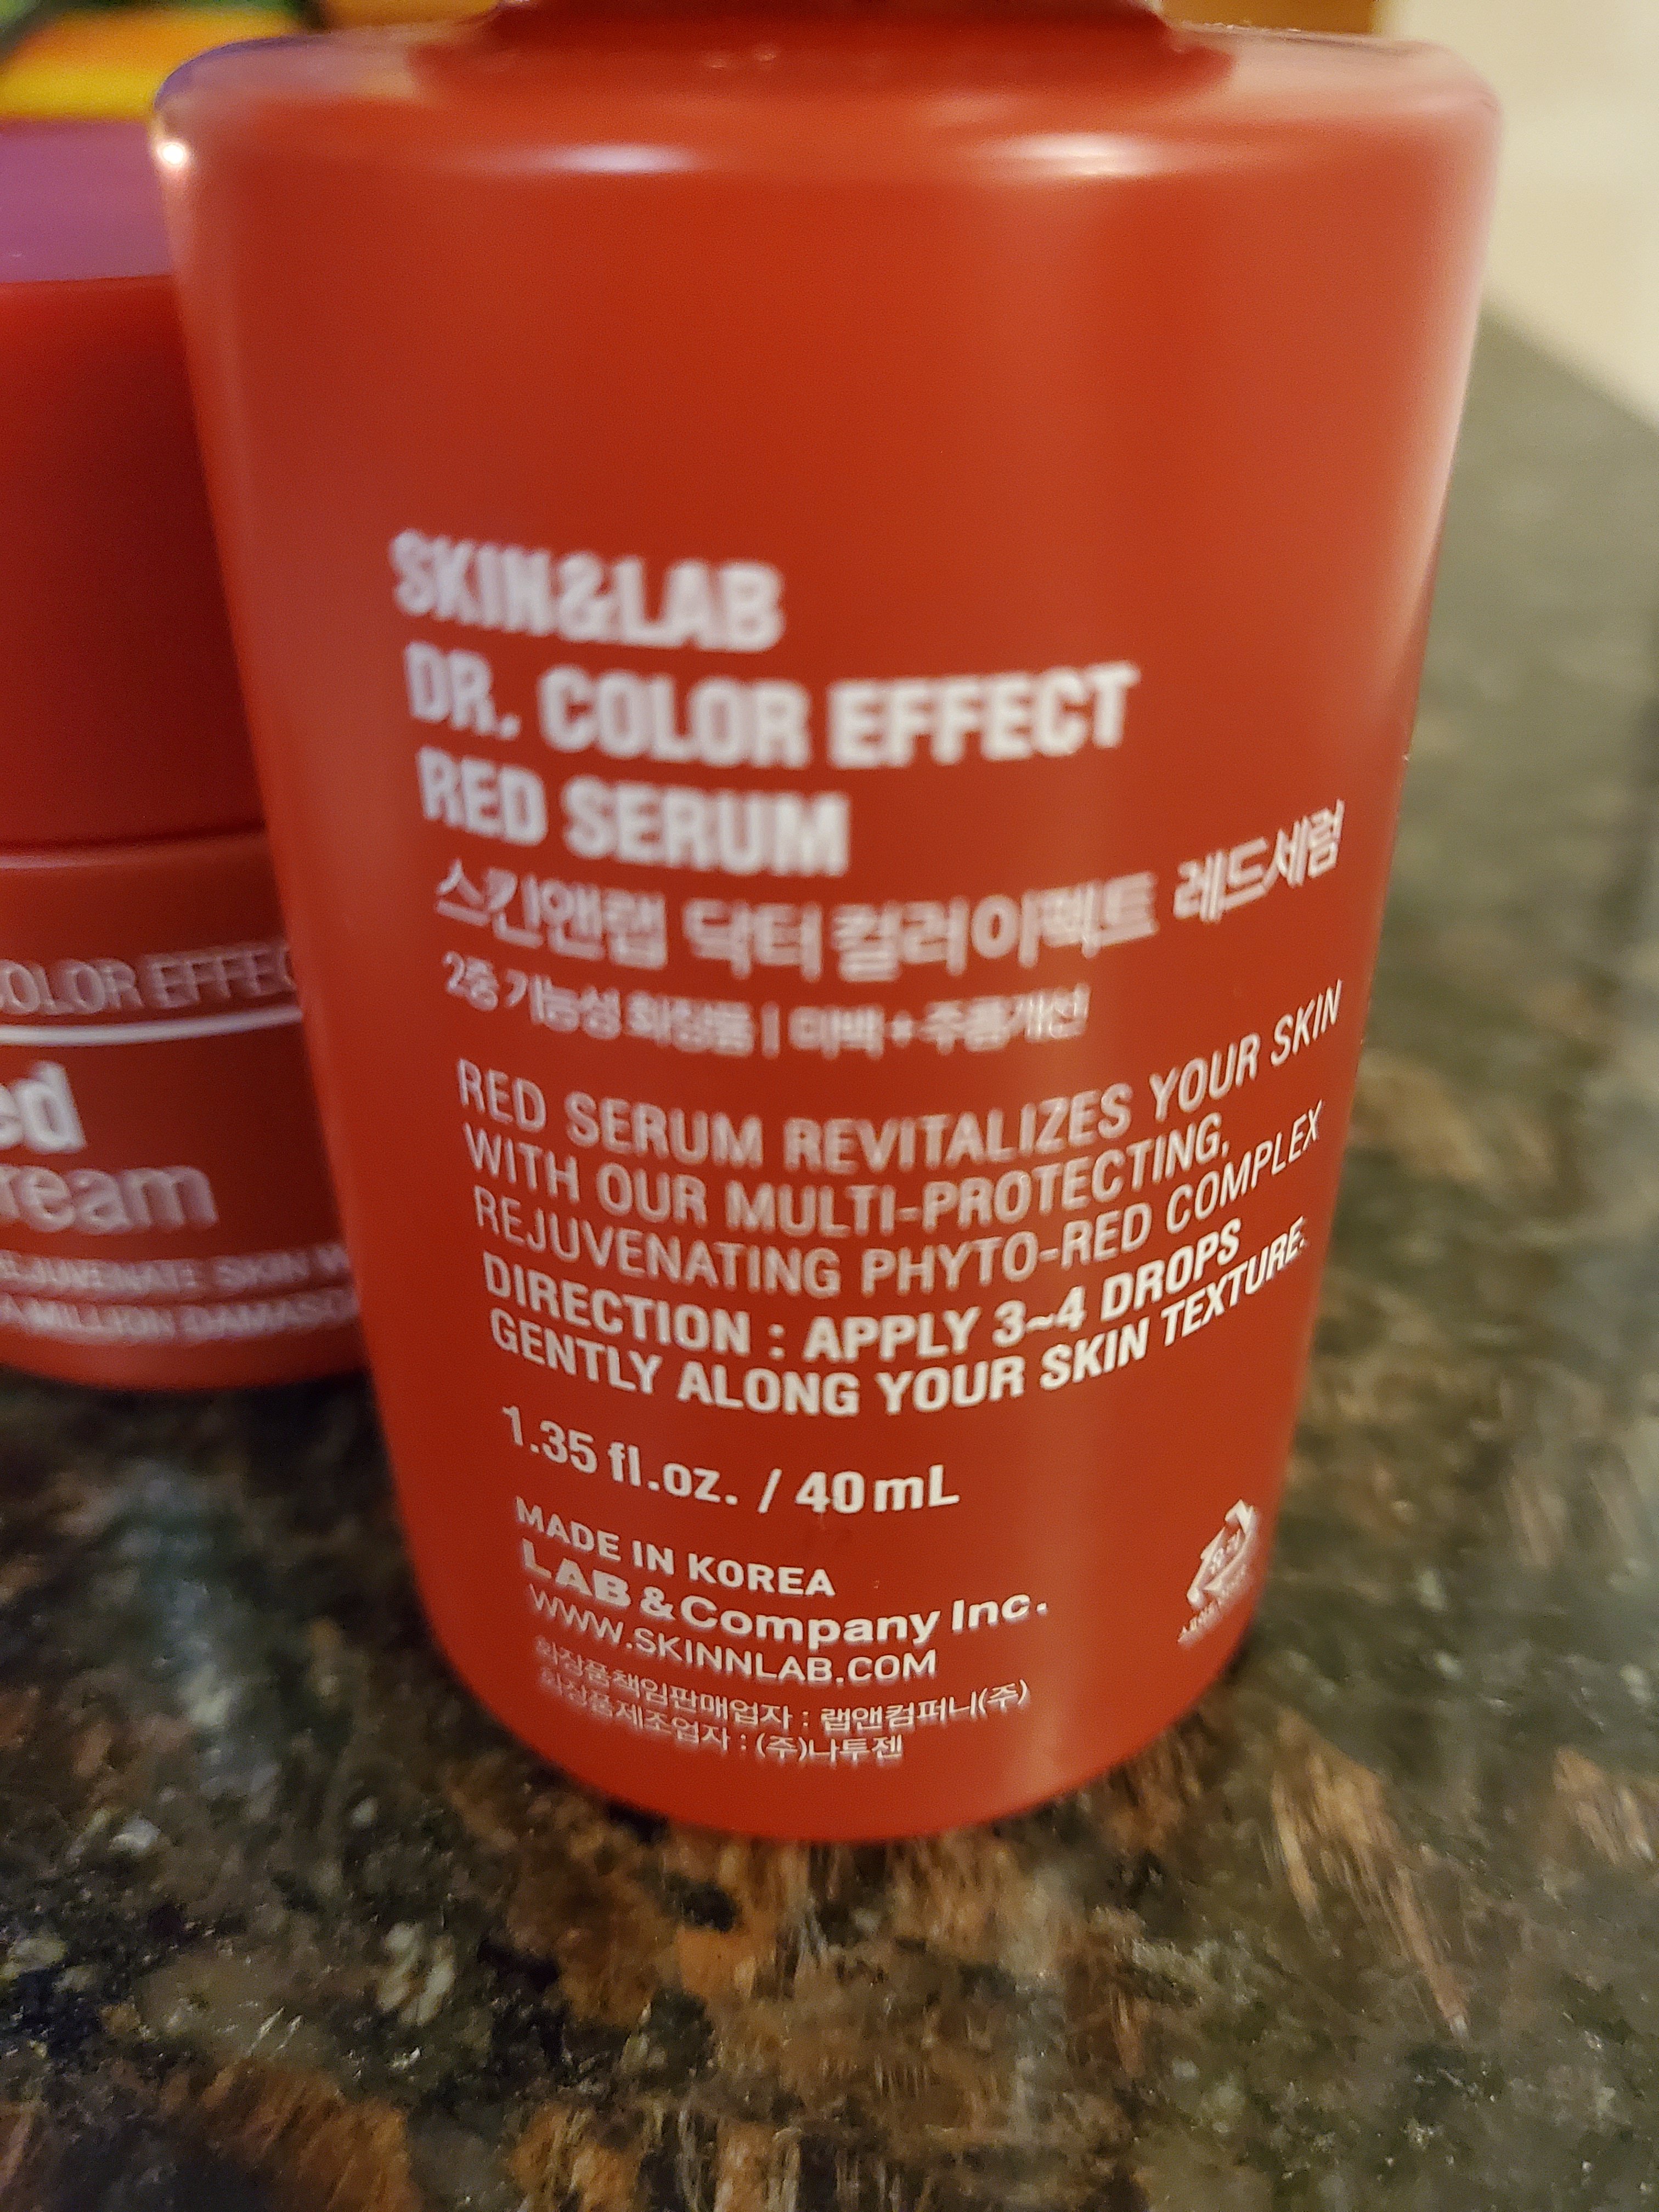 SKIN&LAB
DR. COLOR EFFECT
RED SERUM
스킨앤랩 닥터 컬러이펙트 레드세럼
2중 기능성 화장품 | 미백+주름개선
RED SERUM REVITALIZES YOUR SKIN
WITH OUR MULTI-PROTECTING,
REJUVENATING PHYTO-RED COMPLEX
DIRECTION : APPLY 3~4 DROPS
GENTLY ALONG YOUR SKIN TEXTURE.
1.35 fl.oz. / 40mL
MADE IN KOREA
LAB &Company Inc.
WWW.SKINNLAB.COM
화장품책임판매업자 : 랩앤컴퍼니(주)
화장품제조업자 : (주)나투젠
COLOR EFFEC
ed
ream
REJUVENATE SKIN W
A MILLION DAMASC